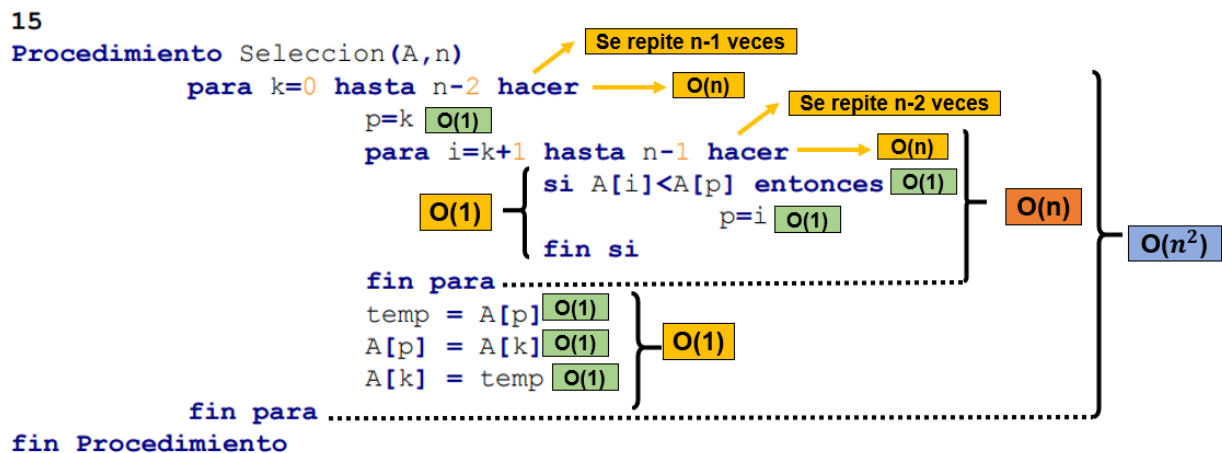 15
Se repite n-1 veces
Procedimiento Seleccion(A,n)
para k=0 hasta n-2 hacer O(n)
Se repite n-2 veces
p=k O(1)
para i=k+1 hasta n-1 hacer O(n)
si A[i]<A[p] entonces O(1)
O(1) O(n)
p=i O(1)
O(n²)
fin si
fin para
temp = A[p] O(1)
A[p] = A[k] O(1) O(1)
A[k] = temp O(1)
fin para
fin Procedimiento